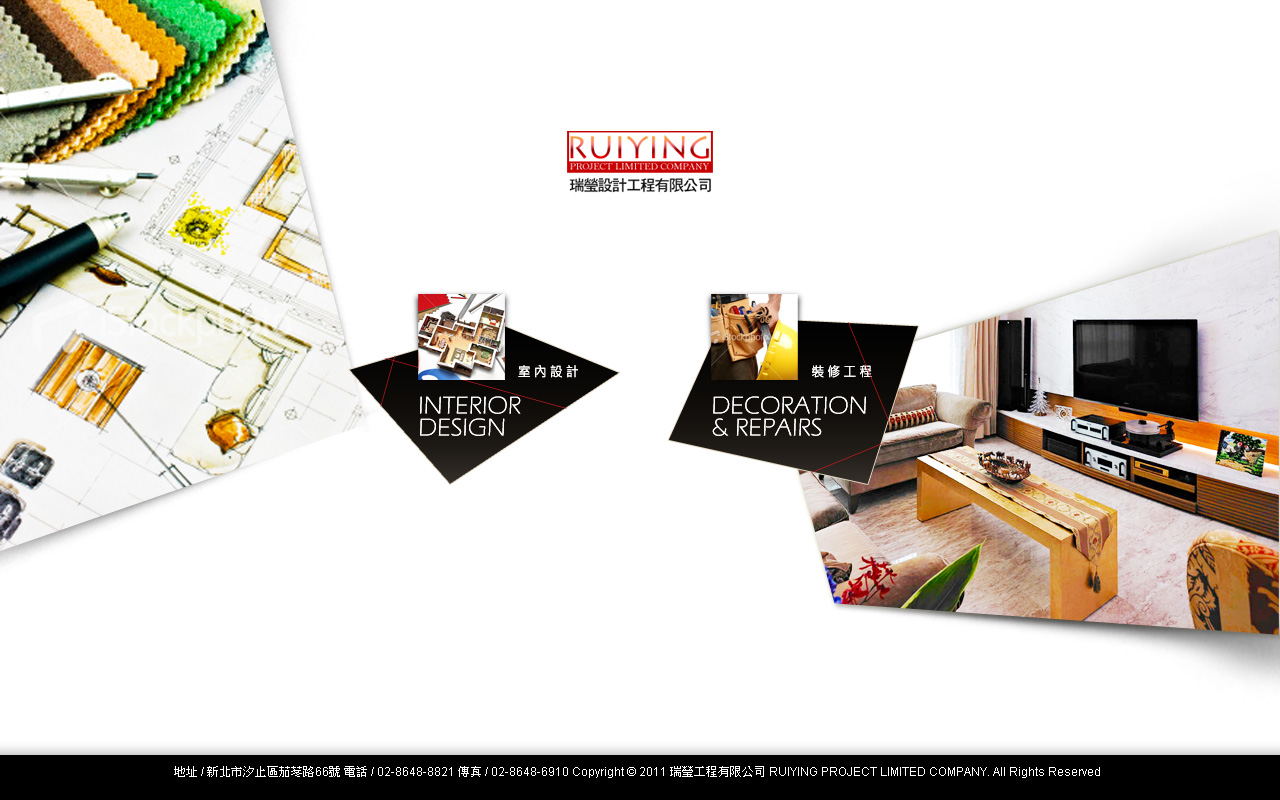 RUIYING
PROJECT LIMITED COMPANY
瑞瑩設計工程有限公司
室內設計
INTERIOR
DESIGN
裝修工程
DECORATION
& REPAIRS
地址 / 新北市汐止區茄苳路66號 電話 / 02-8648-8821 傳真 / 02-8648-6910 Copyright © 2011 瑞瑩工程有限公司 RUIYING PROJECT LIMITED COMPANY. All Rights Reserved